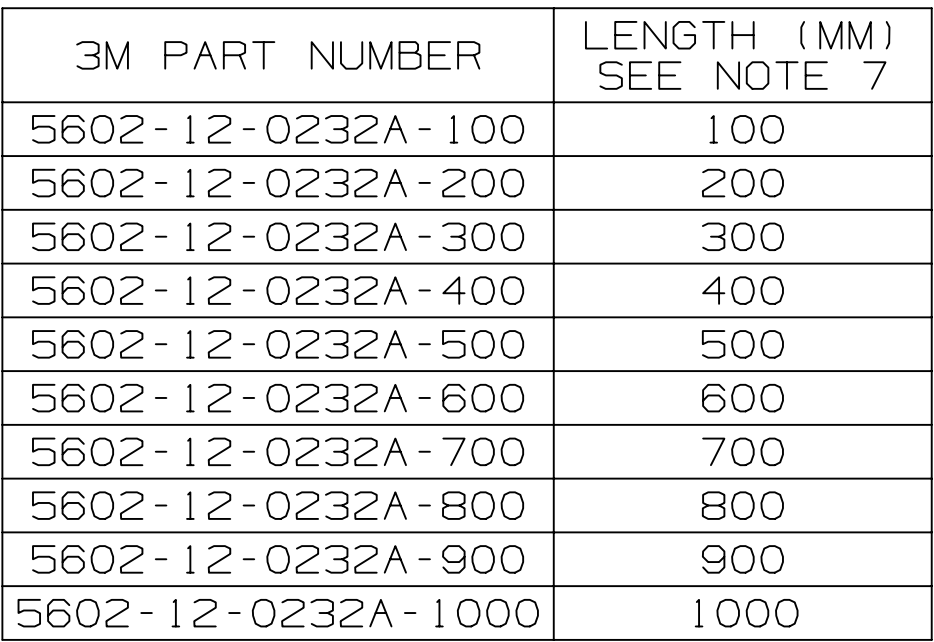 3M PART NUMBER LENGTH (MM)
SEE NOTE 7
5602-12-0232A-100 100
5602-12-0232A-200 200
5602-12-0232A-300 300
5602-12-0232A-400 400
5602-12-0232A-500 500
5602-12-0232A-600 600
5602-12-0232A-700 700
5602-12-0232A-800 800
5602-12-0232A-900 900
5602-12-0232A-1000 1000